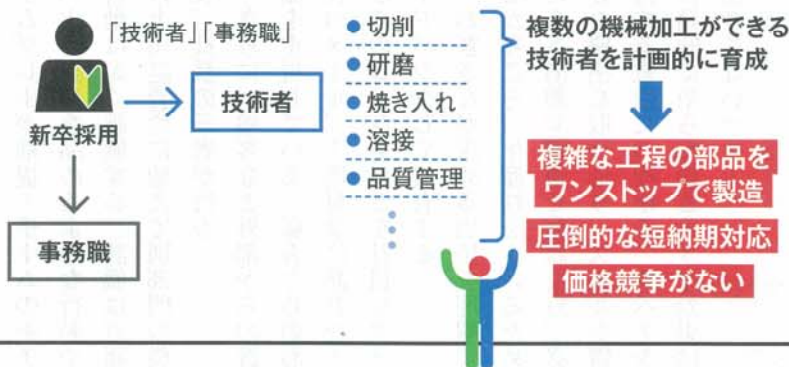 「技術者」「事務職」
新卒採用
技術者
事務職
●切削
●研磨
●焼き入れ
●溶接
●品質管理
複数の機械加工ができる
技術者を計画的に育成
複雑な工程の部品を
ワンストップで製造
圧倒的な短納期対応
価格競争がない